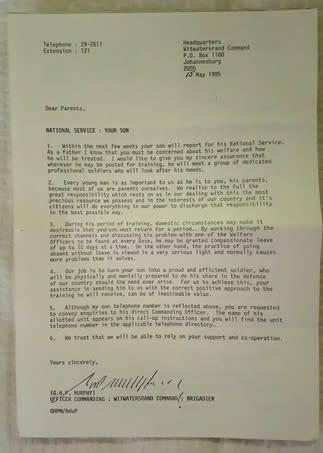 Telephone : 29-2611
Extension : 121
Headquarters
Witwatersrand Command
P.O. Box 1180
Johannesburg
15 May 1985
Dear Parents,
NATIONAL SERVICE : YOUR SON
1. Within the next few weeks your son will report for his National Service.
As a father I know that you must be concerned about his welfare and how
he will be treated. I would like to give you my sincere assurance that
wherever he may be posted for training, he will meet a group of dedicated
professional soldiers who will look after his needs.
2. Every young man is as important to us as he is to you, his parents,
because most of us are parents ourselves. We realise to the full the
great responsibility which rests on us in our dealing with this the most
precious resource we possess and in the interests of our country and it's
citizens will do everything in our power to discharge that responsibility
in the best possible way.
3. During his period of training, domestic circumstances may make it
desireable that your son must return for a period. By working through the
correct channels and discussing his problem with one of the Welfare
Officers to be found at every base, he may be granted compassionate leave
of up to 10 days at a time. On the other hand, the practice of going
absent without leave is viewed in a very serious light and normally causes
more problems than it solves.
4. Our job is to turn your son into a proud and efficient soldier, who
will be physically and mentally prepared to do his share in the defence
of our country should the need ever arise. For us to achieve this, your
assistance in sending him to us with the correct positive approach to the
training he will receive, can be of inestimable value.
5. Although my own telephone number is reflected above, you are requested
to convey enquiries to his direct Commanding Officer. The name of his
allotted unit appears on his call-up instructions and you will find the unit
telephone number in the applicable telephone directory.
6. We trust that we will be able to rely on your support and co-operation.
Yours sincerely,
(G.H.P. MURPHY)
OFFICER COMMANDING : WITWATERSRAND COMMAND : BRIGADIER
GHPM/AduP